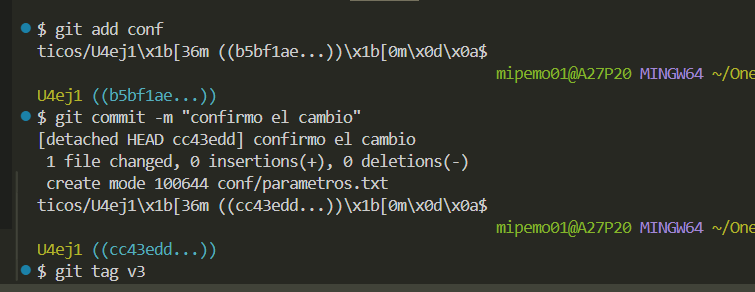 $ git add conf
ticos/U4ej1\x1b[36m ((b5bf1ae...))\x1b[0m\x0d\x0a$
mipemo01@A27P20 MINGW64 ~/One
U4ej1 ((b5bf1ae...))
$ git commit -m "confirmo el cambio"
[detached HEAD cc43edd] confirmo el cambio
 1 file changed, 0 insertions(+), 0 deletions(-)
 create mode 100644 conf/parametros.txt
ticos/U4ej1\x1b[36m ((cc43edd...))\x1b[0m\x0d\x0a$
mipemo01@A27P20 MINGW64 ~/One
U4ej1 ((cc43edd...))
$ git tag v3